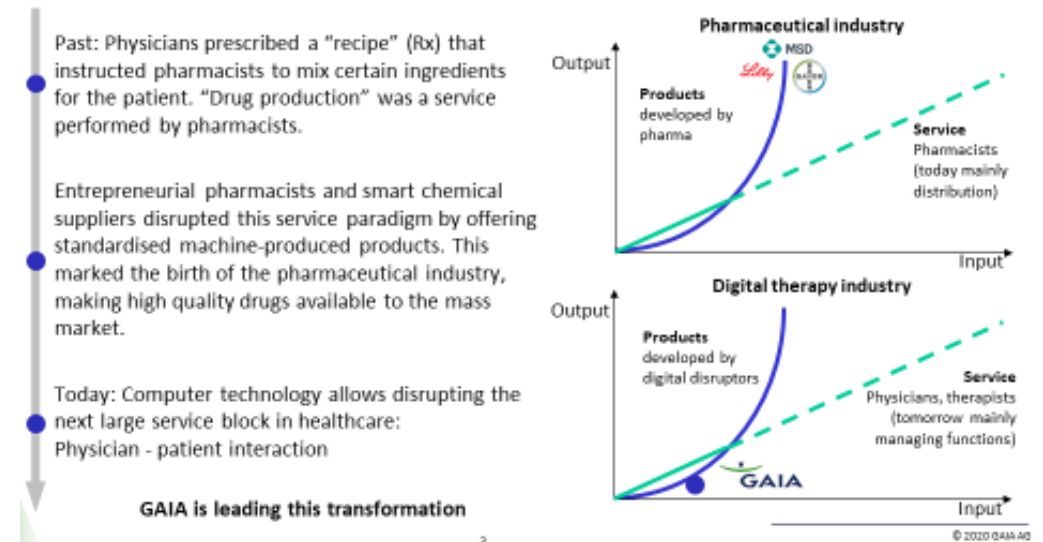 Past: Physicians prescribed a “recipe” (Rx) that
instructed pharmacists to mix certain ingredients
for the patient. “Drug production” was a service
performed by pharmacists.
Entrepreneurial pharmacists and smart chemical
suppliers disrupted this service paradigm by offering
standardised machine-produced products. This
marked the birth of the pharmaceutical industry,
making high quality drugs available to the mass
market.
Today: Computer technology allows disrupting the
next large service block in healthcare:
Physician - patient interaction
GAIA is leading this transformation
Pharmaceutical industry
Output
MSD
Lilly
BAYER
Products
developed by
pharma
Service
Pharmacists
(today mainly
distribution)
Input
Digital therapy industry
Output
Products
developed by
digital disruptors
Service
Physicians, therapists
(tomorrow mainly
managing functions)
GAIA
Input
© 2020 GAIA AG